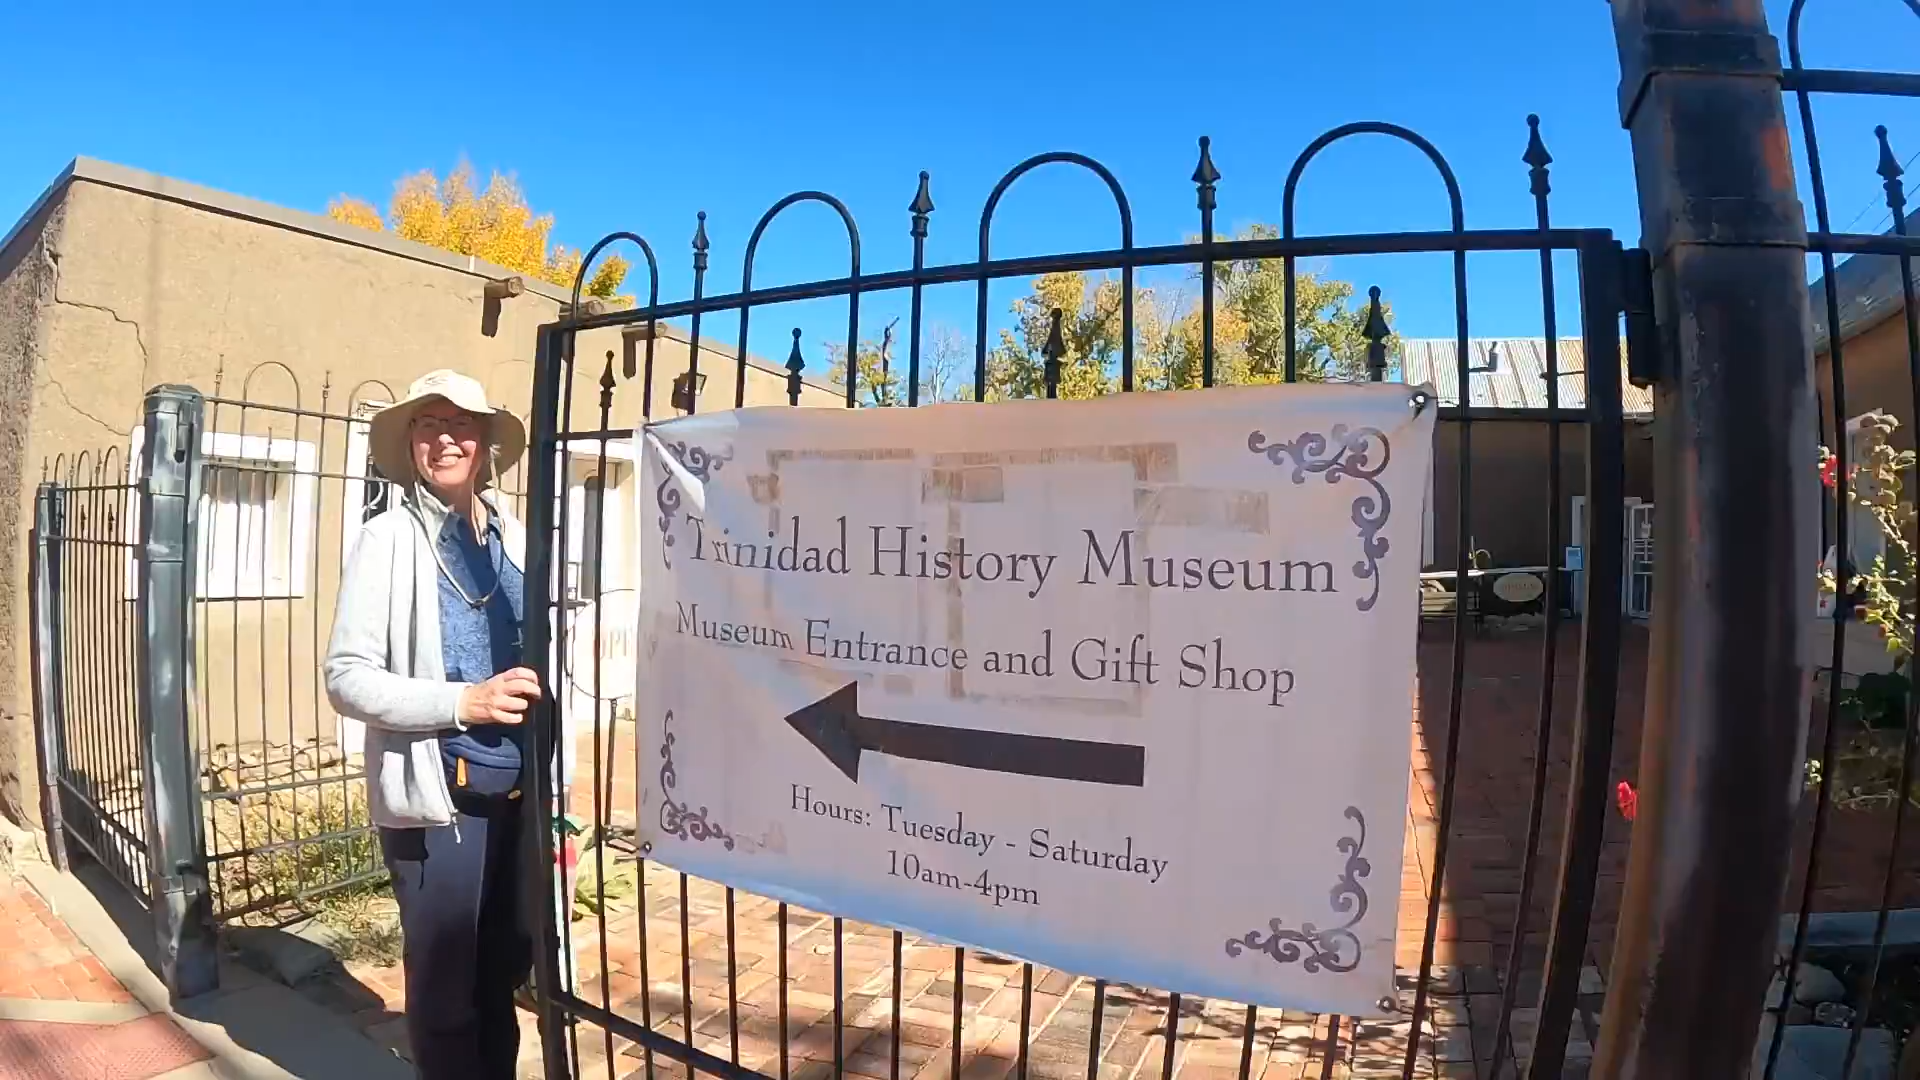 Trinidad History Museum
Museum Entrance and Gift Shop
Hours: Tuesday - Saturday
10am-4pm